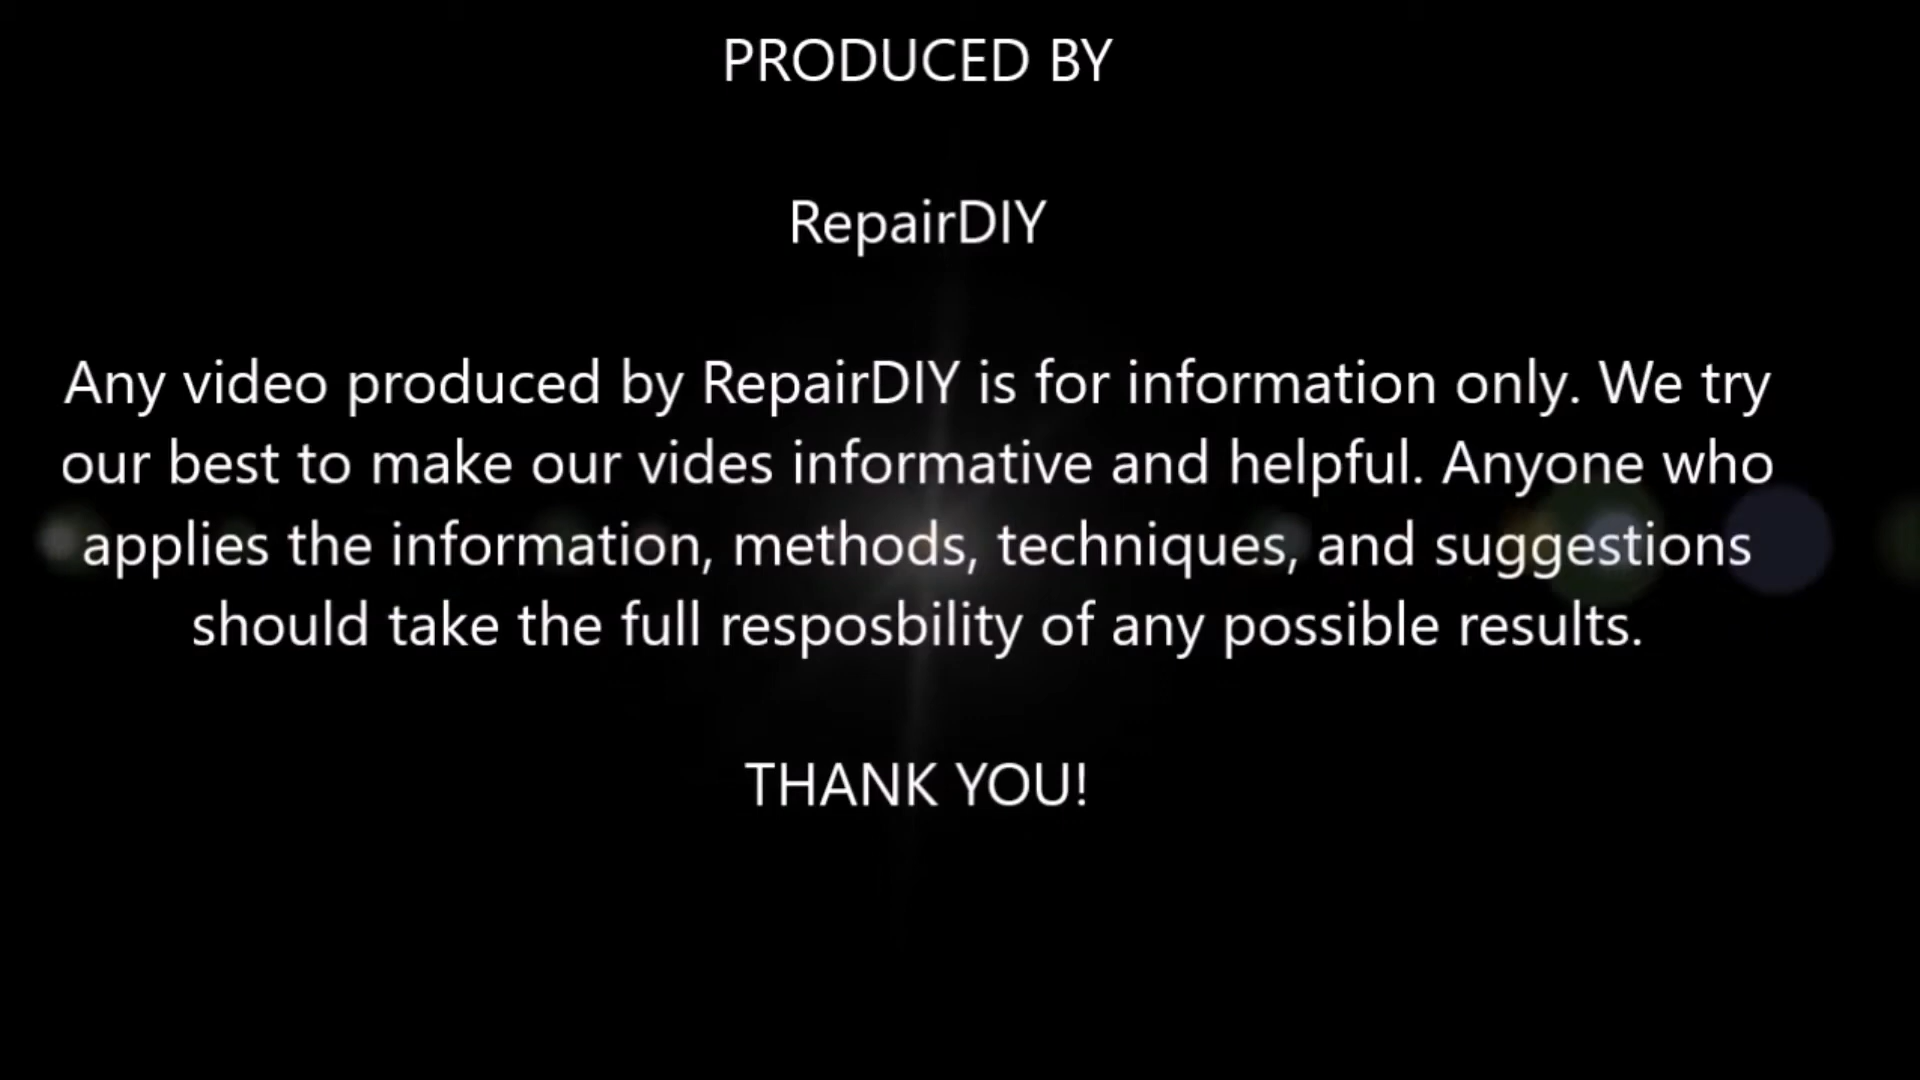 PRODUCED BY
RepairDIY
Any video produced by RepairDIY is for information only. We try
our best to make our vides informative and helpful. Anyone who
applies the information, methods, techniques, and suggestions
should take the full resposbility of any possible results.
THANK YOU!